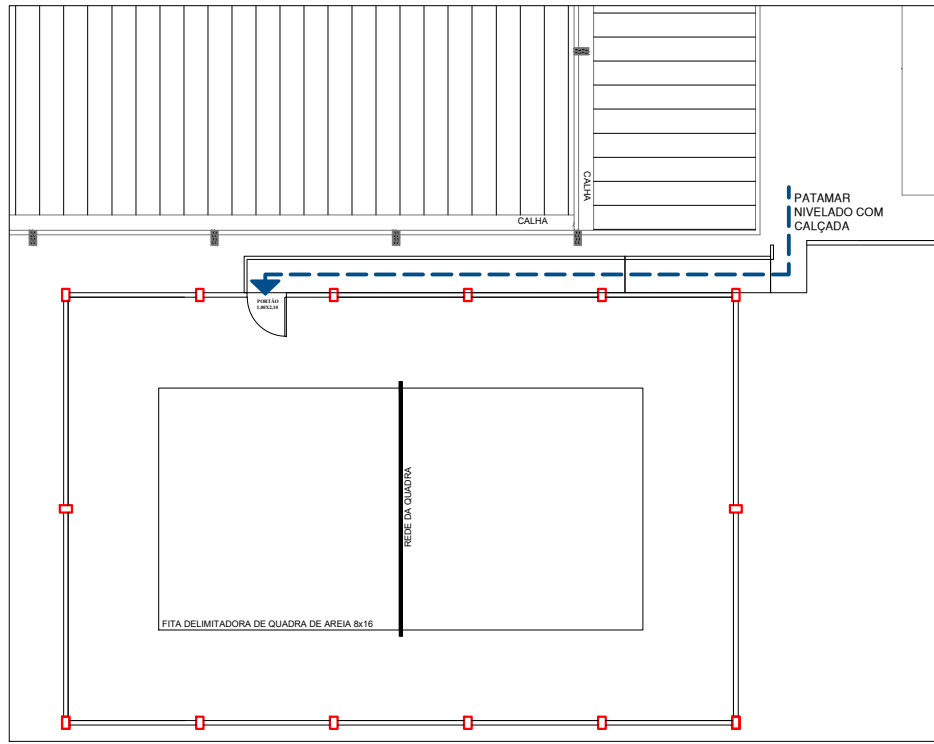 CALHA
CALHA
PATAMAR
NIVELADO COM
CALÇADA
PORTÃO
1,00X2,10
REDE DA QUADRA
FITA DELIMITADORA DE QUADRA DE AREIA 8x16